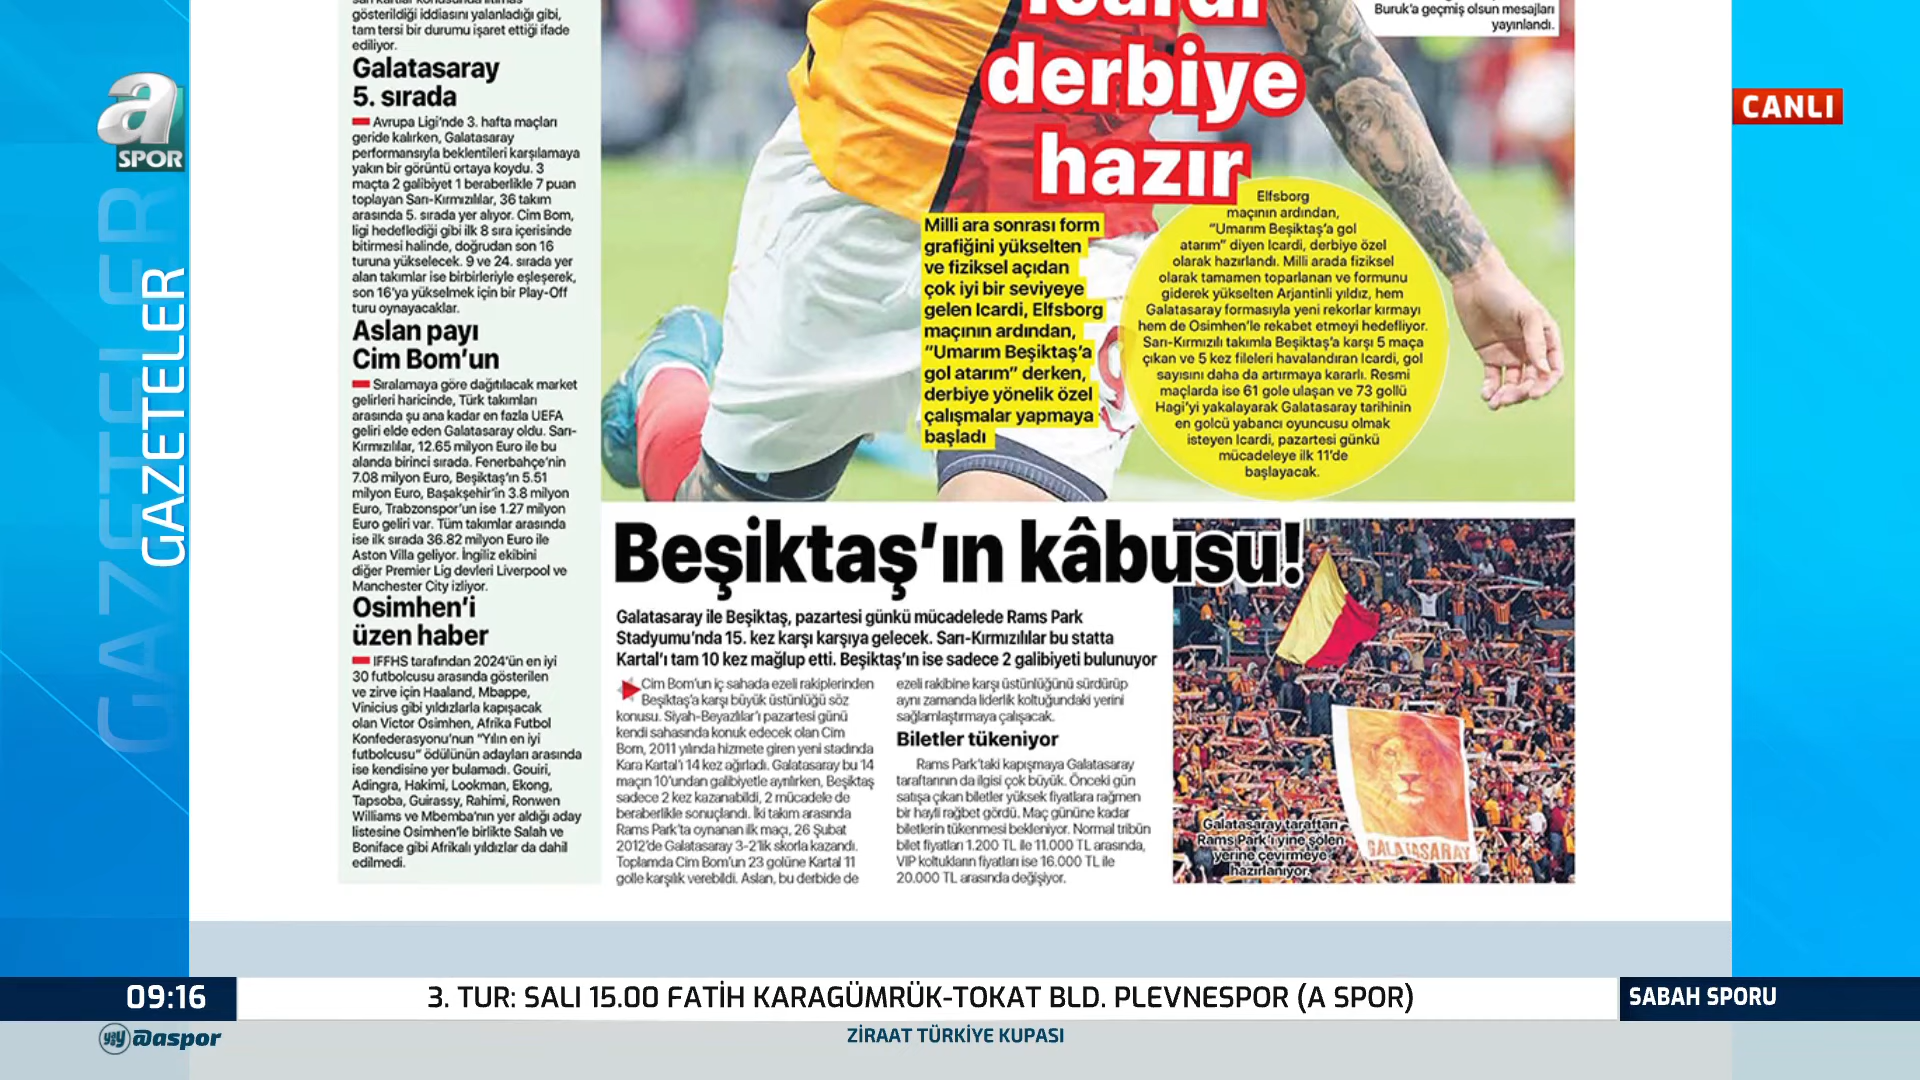 gösterildiği iddiasını yalanladığı gibi,
tam tersi bir durumu işaret ettiği ifade
ediliyor.
Galatasaray
5. sırada
Avrupa Ligi'nde 3. hafta maçları
geride kalırken, Galatasaray
performansıyla beklentileri karşılamaya
yakın bir görüntü ortaya koydu. 3
maçta 2 galibiyet 1 beraberlikle 7 puan
toplayan Sarı-Kırmızılılar, 36 takım
arasında 5. sırada yer alıyor. Cim Bom,
ligi hedeflediği gibi ilk 8 sıra içerisinde
bitirmesi halinde, doğrudan son 16
turuna yükselecek. 9 ve 24. sırada yer
alan takımlar ise birbirleriyle eşleşerek,
son 16'ya yükselmek için bir Play-Off
turu oynayacaklar.
Aslan payı
Cim Bom'un
Sıralamaya göre dağıtılacak market
gelirleri haricinde, Türk takımları
arasında şu ana kadar en fazla UEFA
geliri elde eden Galatasaray oldu. Sarı-
Kırmızılılar, 12.65 milyon Euro ile bu
alanda birinci sırada. Fenerbahçe'nin
7.08 milyon Euro, Beşiktaş'ın 5.51
milyon Euro, Başakşehir'in 3.8 milyon
Euro, Trabzonspor'un ise 1.27 milyon
Euro geliri var. Tüm takımlar arasında
ise ilk sırada 36.82 milyon Euro ile
Aston Villa geliyor. İngiliz ekibini
diğer Premier Lig devleri Liverpool ve
Manchester City izliyor.
Osimhen'i
üzen haber
IFFHS tarafından 2024'ün en iyi
30 futbolcusu arasında gösterilen
ve zirve için Haaland, Mbappe,
Vinicius gibi yıldızlarla kapışacak
olan Victor Osimhen, Afrika Futbol
Konfederasyonu'nun "Yılın en iyi
futbolcusu" ödülünün adayları arasında
ise kendisine yer bulamadı. Gouiri,
Adingra, Hakimi, Lookman, Ekong,
Tapsoba, Guirassy, Rahimi, Ronwen
Williams ve Mbemba'nın yer aldığı aday
listesine Osimhen'le birlikte Salah ve
Boniface gibi Afrikalı yıldızlar da dahil
edilmedi.
Icardi
derbiye
hazır
Buruk'a geçmiş olsun mesajları
yayınlandı.
Milli ara sonrası form
grafiğini yükselten
ve fiziksel açıdan
çok iyi bir seviyeye
gelen Icardi, Elfsborg
maçının ardından,
"Umarım Beşiktaş'a
gol atarım" derken,
derbiye yönelik özel
çalışmalar yapmaya
başladı
Elfsborg
maçının ardından,
"Umarım Beşiktaş'a gol
atarım" diyen Icardi, derbiye özel
olarak hazırlandı. Milli arada fiziksel
olarak tamamen toparlanan ve formunu
giderek yükselten Arjantinli yıldız, hem
Galatasaray formasıyla yeni rekorlar kırmayı
hem de Osimhen'le rekabet etmeyi hedefliyor.
Sarı-Kırmızılı takımla Beşiktaş'a karşı 5 maça
çıkan ve 5 kez fileleri havalandıran Icardi, gol
sayısını daha da artırmaya kararlı. Resmi
maçlarda ise 61 gole ulaşan ve 73 gollü
Hagi'yi yakalayarak Galatasaray tarihinin
en golcü yabancı oyuncusu olmak
isteyen Icardi, pazartesi günkü
mücadeleye ilk 11'de
başlayacak.
Beşiktaş'ın kâbusu!
Galatasaray ile Beşiktaş, pazartesi günkü mücadelede Rams Park
Stadyumu'nda 15. kez karşı karşıya gelecek. Sarı-Kırmızılılar bu statta
Kartal'ı tam 10 kez mağlup etti. Beşiktaş'ın ise sadece 2 galibiyeti bulunuyor
Cim Bom'un iç sahada ezeli rakiplerinden
Beşiktaş'a karşı büyük üstünlüğü söz
konusu. Siyah-Beyazlılar'ı pazartesi günü
kendi sahasında konuk edecek olan Cim
Bom, 2011 yılında hizmete giren yeni stadında
Kara Kartal'ı 14 kez ağırladı. Galatasaray bu 14
maçın 10'undan galibiyetle ayrılırken, Beşiktaş
sadece 2 kez kazanabildi, 2 mücadele de
beraberlikle sonuçlandı. İki takım arasında
Rams Park'ta oynanan ilk maçı, 26 Şubat
2012'de Galatasaray 3-2'lik skorla kazandı.
Toplamda Cim Bom'un 23 golüne Kartal 11
golle karşılık verebildi. Aslan, bu derbide de
ezeli rakibine karşı üstünlüğünü sürdürüp
aynı zamanda liderlik koltuğundaki yerini
sağlamlaştırmaya çalışacak.
Biletler tükeniyor
Rams Park'taki kapışmaya Galatasaray
taraftarının da ilgisi çok büyük. Önceki gün
satışa çıkan biletler yüksek fiyatlara rağmen
bir hayli rağbet gördü. Maç gününe kadar
biletlerin tükenmesi bekleniyor. Normal tribün
bilet fiyatları 1.200 TL ile 11.000 TL arasında,
VIP koltukların fiyatları ise 16.000 TL ile
20.000 TL arasında değişiyor.
Galatasaray taraftarı
Rams Park'ı yine şölen
yerine çevirmeye
hazırlanıyor.
GALATASARAY
a
SPOR
GAZETELER
GAZETELER
CANLI
09:16
3. TUR: SALI 15.00 FATİH KARAGÜMRÜK-TOKAT BLD. PLEVNESPOR (A SPOR)
SABAH SPORU
aspor
ZİRAAT TÜRKİYE KUPASI